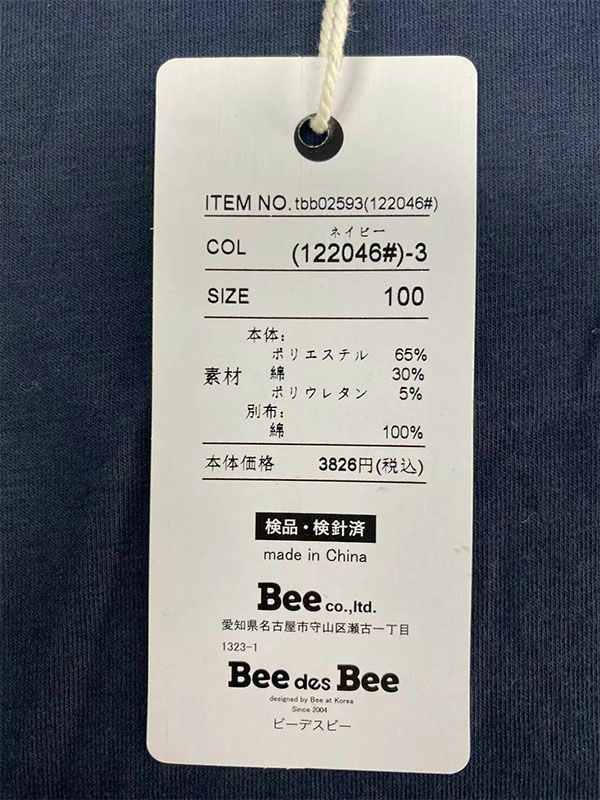 ITEM NO. tbb02593(122046#)
ネイビー
COL (122046#)-3
SIZE 100
本体:
ポリエステル 65%
素材 綿 30%
ポリウレタン 5%
別布:
綿 100%
本体価格 3826円(税込)
検品・検針済
made in China
Bee co.,ltd.
愛知県名古屋市守山区瀬古一丁目
1323-1
Bee des Bee
designed by Bee at Korea
Since 2004
ビーデスビー